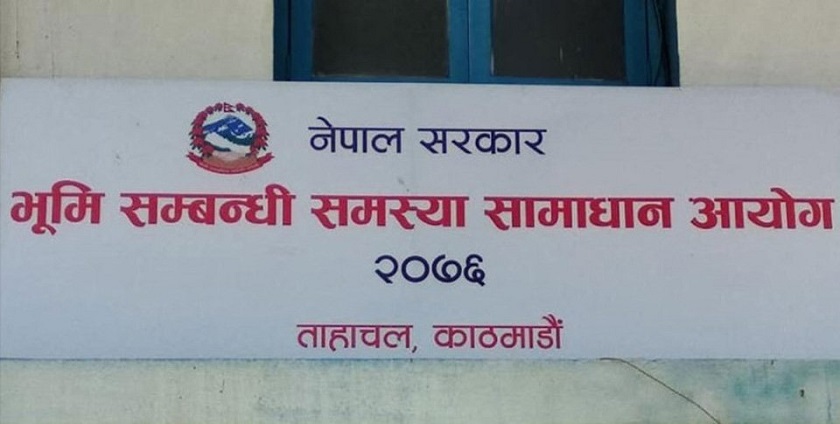 नेपाल सरकार
भूमि सम्बन्धी समस्या सामाधान आयोग
२०७६
ताहाचल, काठमाडौं